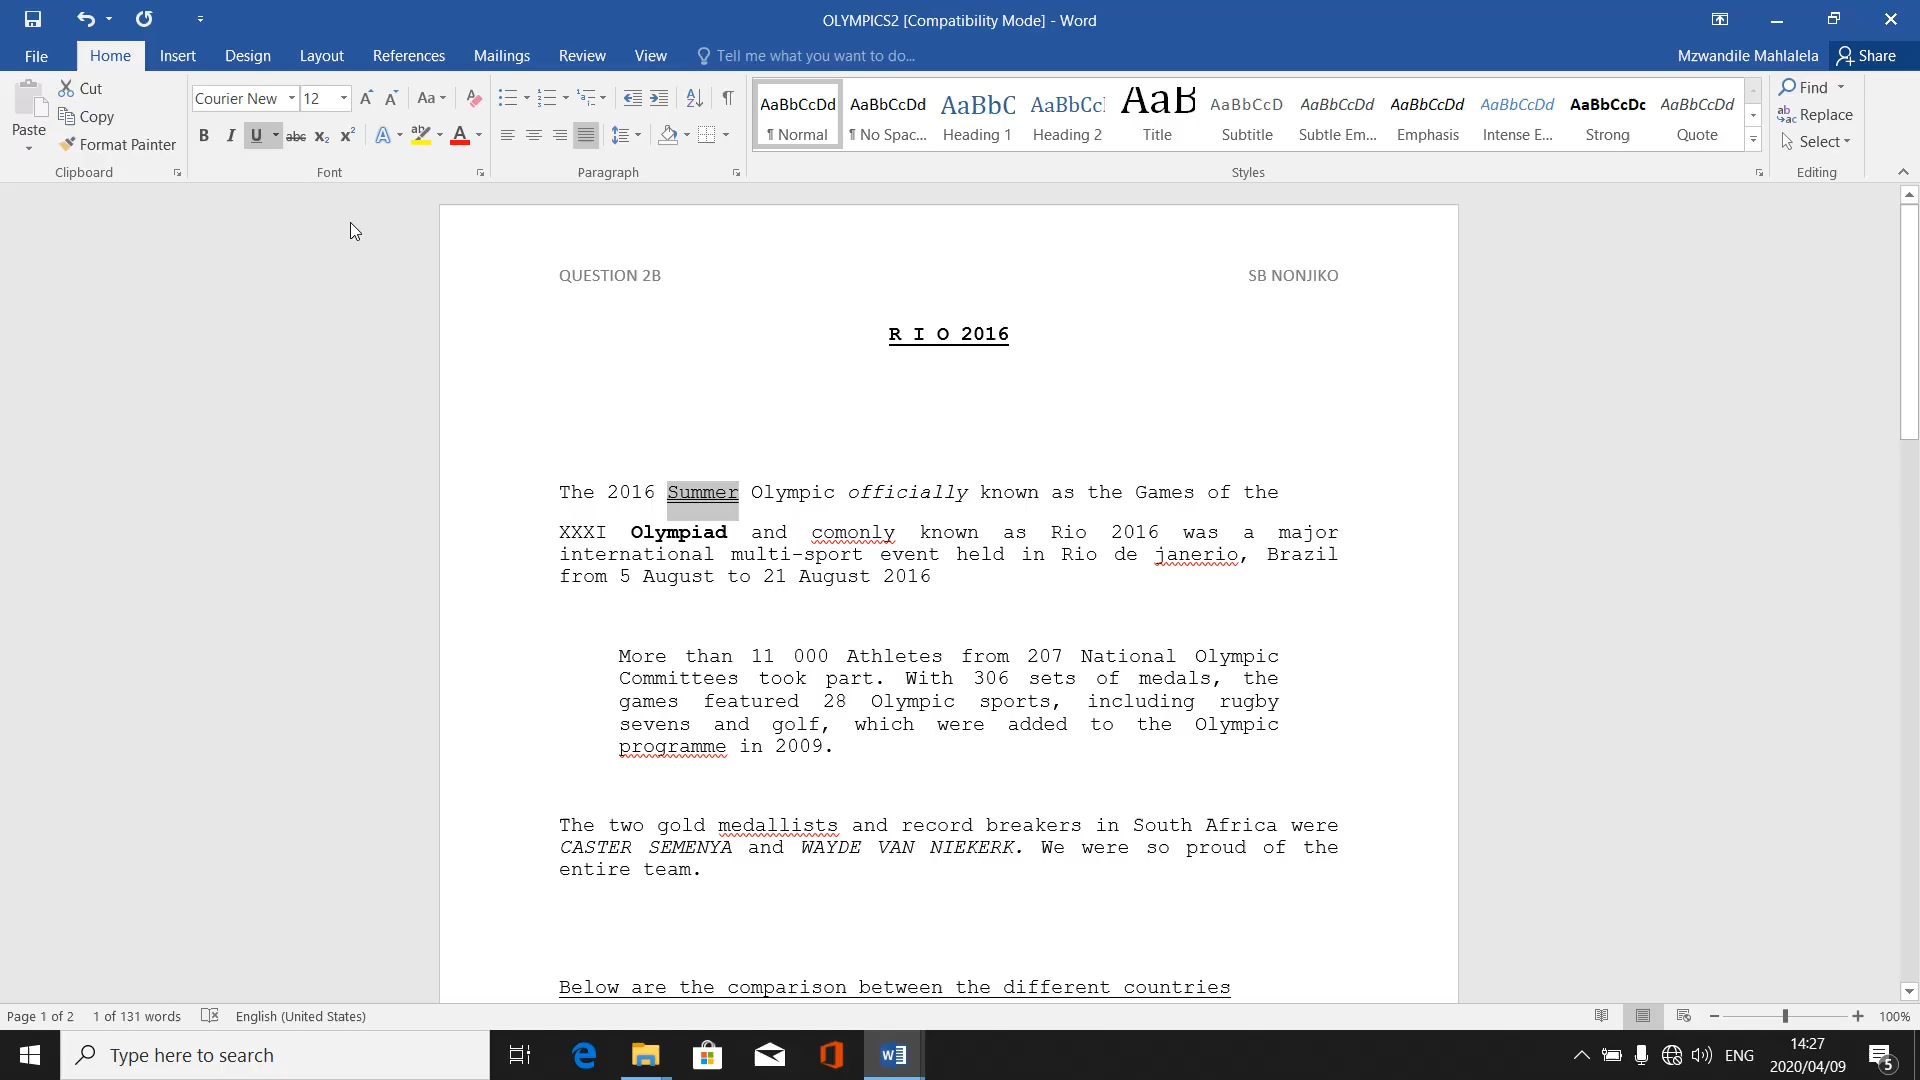 OLYMPICS2 [Compatibility Mode] - Word
File Home Insert Design Layout References Mailings Review View Tell me what you want to do... Mzwandile Mahlalela Share
Paste
Cut
Copy
Format Painter
Clipboard
Courier New 12
Font
Paragraph
AaBbCcDd AaBbCcDd AaBbC AaBbCc AaB AaBbCcD AaBbCcDd AaBbCcDd AaBbCcDd AaBbCcDc AaBbCcDd
¶ Normal ¶ No Spac... Heading 1 Heading 2 Title Subtitle Subtle Em... Emphasis Intense E... Strong Quote
Styles
Find
Replace
Select
Editing
QUESTION 2B SB NONJIKO
R I O 2016
The 2016 Summer Olympic officially known as the Games of the
XXXI Olympiad and comonly known as Rio 2016 was a major
international multi-sport event held in Rio de janerio, Brazil
from 5 August to 21 August 2016
More than 11 000 Athletes from 207 National Olympic
Committees took part. With 306 sets of medals, the
games featured 28 Olympic sports, including rugby
sevens and golf, which were added to the Olympic
programme in 2009.
The two gold medallists and record breakers in South Africa were
CASTER SEMENYA and WAYDE VAN NIEKERK. We were so proud of the
entire team.
Below are the comparison between the different countries
Page 1 of 2 1 of 131 words English (United States) 100%
Type here to search
ENG
14:27
2020/04/09
5